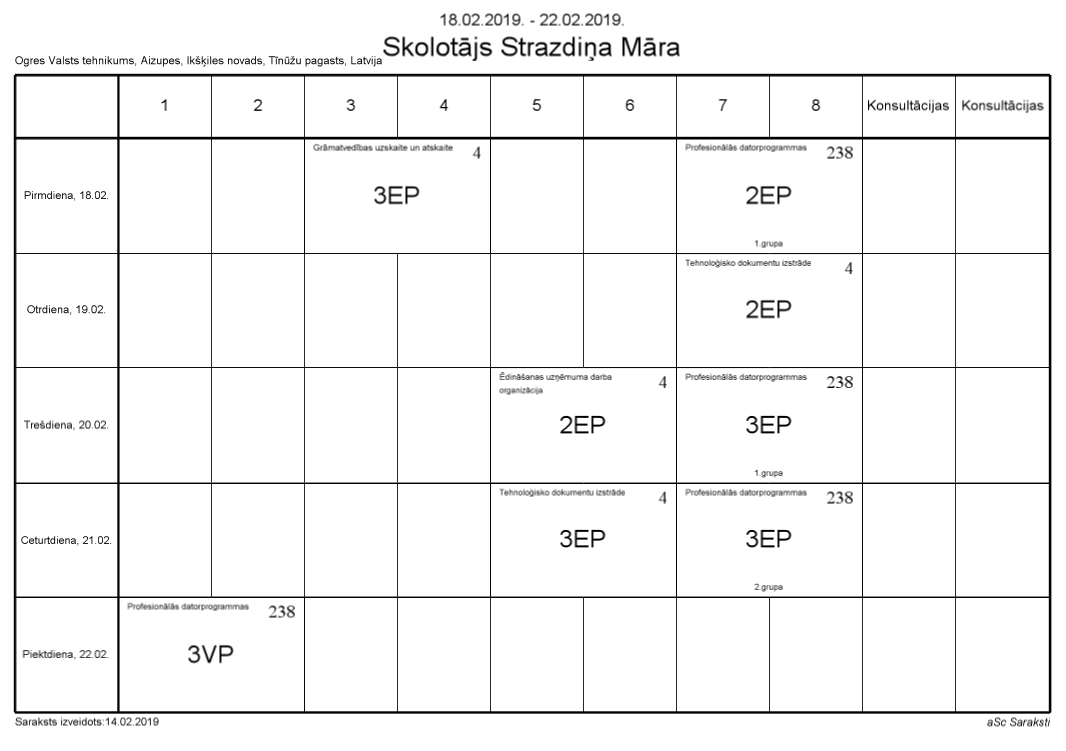 18.02.2019. - 22.02.2019.
Skolotājs Strazdiņa Māra
Ogres Valsts tehnikums, Aizupes, Ikšķiles novads, Tīnūžu pagasts, Latvija
1 2 3 4 5 6 7 8 Konsultācijas Konsultācijas
Pirmdiena, 18.02.
Grāmatvedības uzskaite un atskaite 4
3EP
Profesionālās datorprogrammas 238
2EP
1.grupa
Otrdiena, 19.02.
Tehnoloģisko dokumentu izstrāde 4
2EP
Trešdiena, 20.02.
Ēdināšanas uzņēmuma darba
organizācija
4
2EP
Profesionālās datorprogrammas 238
3EP
1.grupa
Ceturtdiena, 21.02.
Tehnoloģisko dokumentu izstrāde 4
3EP
Profesionālās datorprogrammas 238
3EP
2.grupa
Piektdiena, 22.02.
Profesionālās datorprogrammas 238
3VP
Saraksts izveidots:14.02.2019
aSc Saraksti